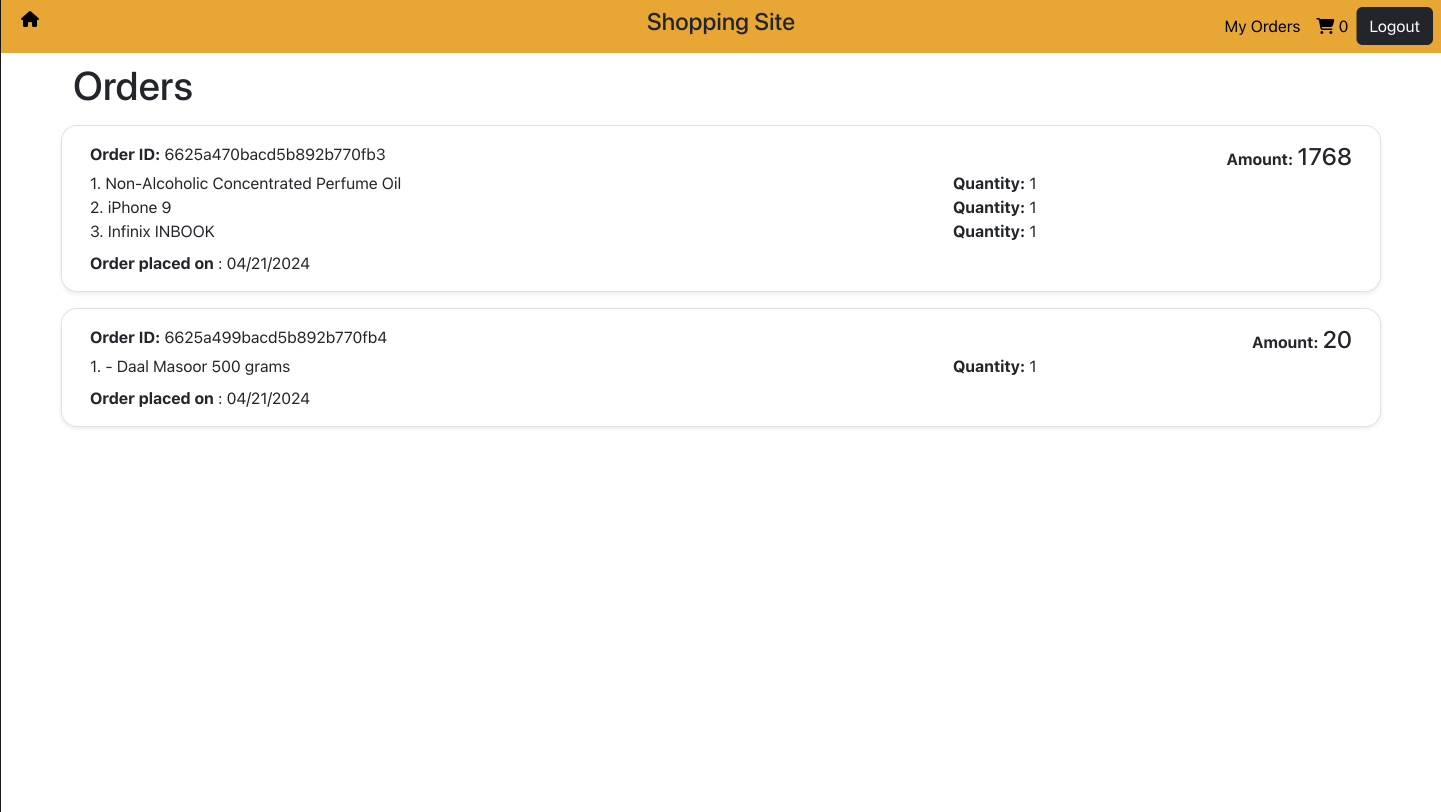 Shopping Site
My Orders 0 Logout
Orders
Order ID: 6625a470bacd5b892b770fb3 Amount: 1768
1. Non-Alcoholic Concentrated Perfume Oil Quantity: 1
2. iPhone 9 Quantity: 1
3. Infinix INBOOK Quantity: 1
Order placed on : 04/21/2024
Order ID: 6625a499bacd5b892b770fb4 Amount: 20
1. - Daal Masoor 500 grams Quantity: 1
Order placed on : 04/21/2024